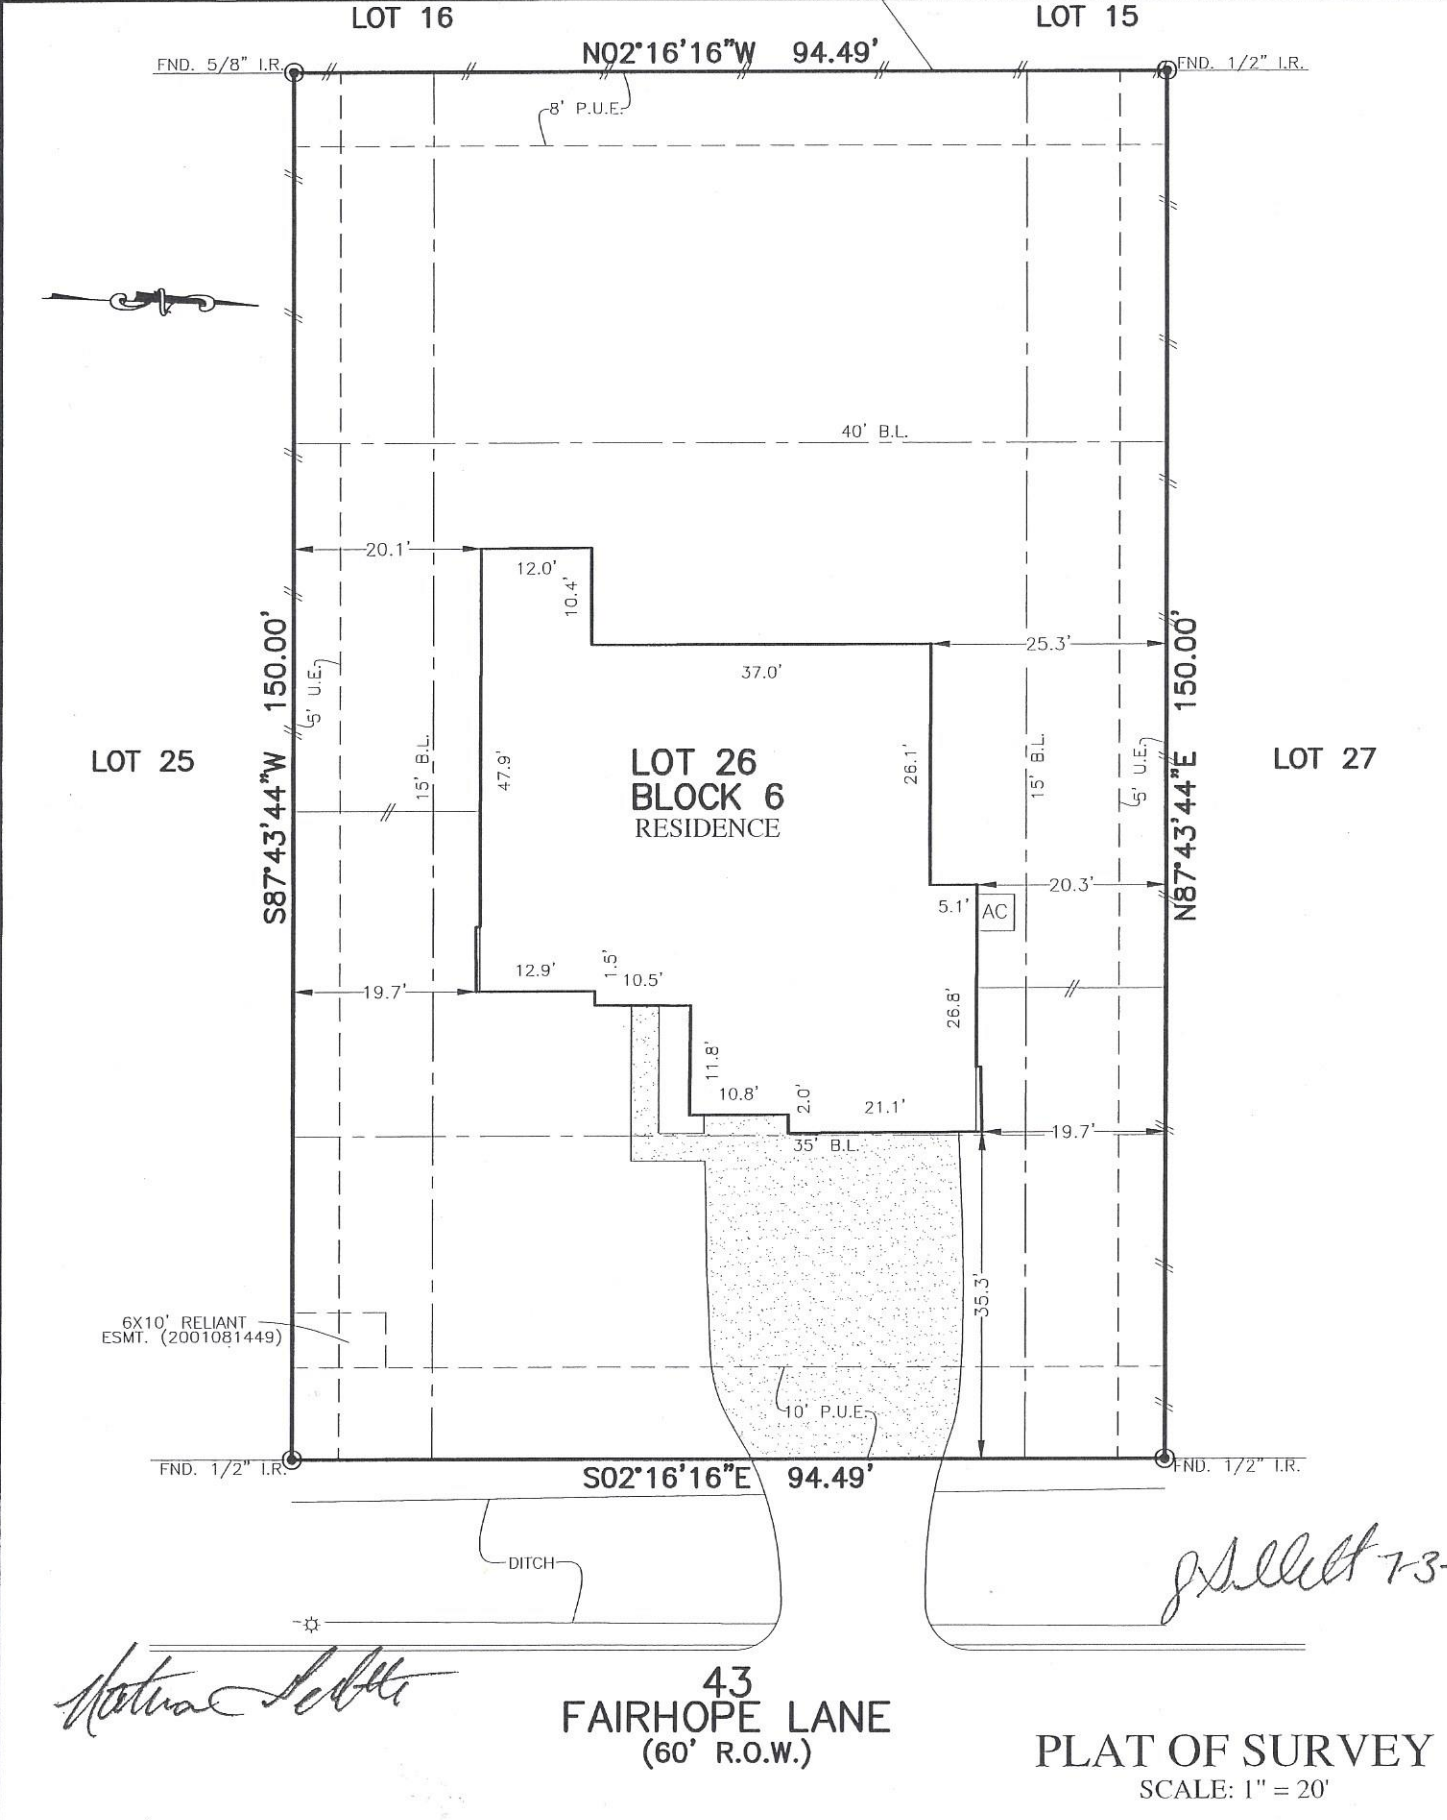 LOT 16
LOT 15
N02°16'16"W 94.49'
FND. 5/8" I.R.
FND. 1/2" I.R.
8' P.U.E.
40' B.L.
20.1'
12.0'
10.4'
25.3'
37.0'
S87°43'44"W 150.00'
5' U.E.
15' B.L.
47.9'
LOT 25
LOT 26
BLOCK 6
RESIDENCE
26.1'
15' B.L.
5' U.E.
N87°43'44"E 150.00'
LOT 27
20.3'
5.1'
AC
12.9'
1.5'
10.5'
19.7'
26.8'
11.8'
10.8'
2.0'
21.1'
19.7'
35' B.L.
35.3'
6X10' RELIANT
ESMT. (2001081449)
10' P.U.E.
FND. 1/2" I.R.
FND. 1/2" I.R.
S02°16'16"E 94.49'
DITCH
7-3-
43
FAIRHOPE LANE
(60' R.O.W.)
PLAT OF SURVEY
SCALE: 1" = 20'